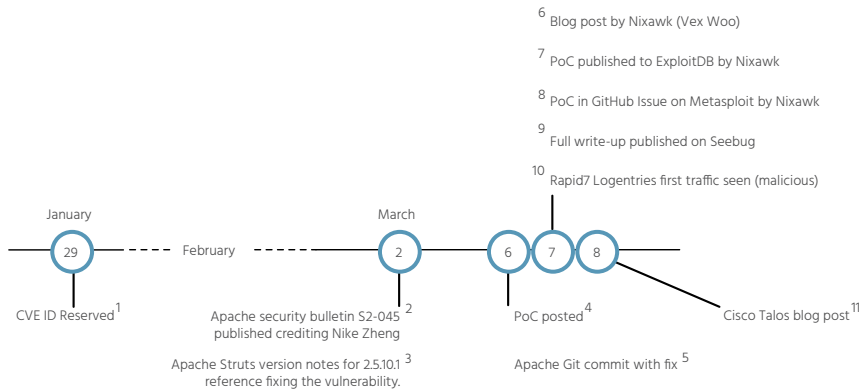 6 Blog post by Nixawk (Vex Woo)
7 PoC published to ExploitDB by Nixawk
8 PoC in GitHub Issue on Metasploit by Nixawk
9 Full write-up published on Seebug
10 Rapid7 Logentries first traffic seen (malicious)
January
March
29
February
2
6
7
8
CVE ID Reserved 1
Apache security bulletin S2-045 2
published crediting Nike Zheng
PoC posted 4
Cisco Talos blog post 11
Apache Struts version notes for 2.5.10.1 3
reference fixing the vulnerability.
Apache Git commit with fix 5